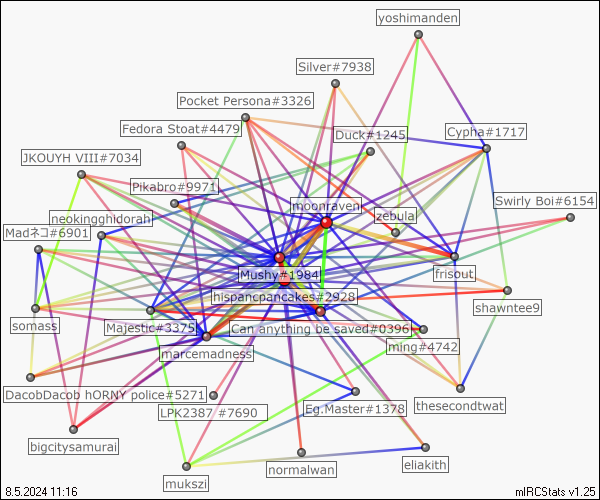 yoshimanden
Silver#7938
Pocket Persona#3326
Fedora Stoat#4479
Duck#1245
Cypha#1717
JKOUYH VIII#7034
Pikabro#9971
moonraven
Swirly Boi#6154
neokingghidorah
zebula
Madネコ#6901
Mushy#1984
frisout
hispancpancakes#2928
shawntee9
somass
Majestic#3375
Can anything be saved#0396
marcemadness
ming#4742
DacobDacob hORNY police#5271
LPK2387 #7690
Eg.Master#1378
thesecondtwat
bigcitysamurai
normalwan
eliakith
mukszi
8.5.2024 11:16
mIRCStats v1.25